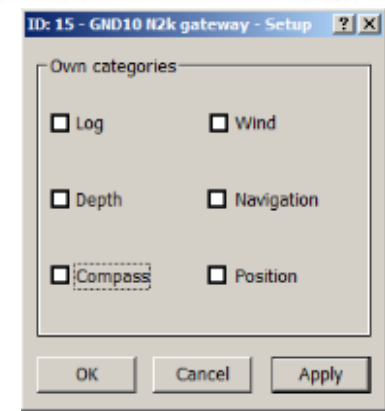 ID: 15 - GND10 N2k gateway - Setup ? X
Own categories
Log Wind
Depth Navigation
Compass Position
OK Cancel Apply